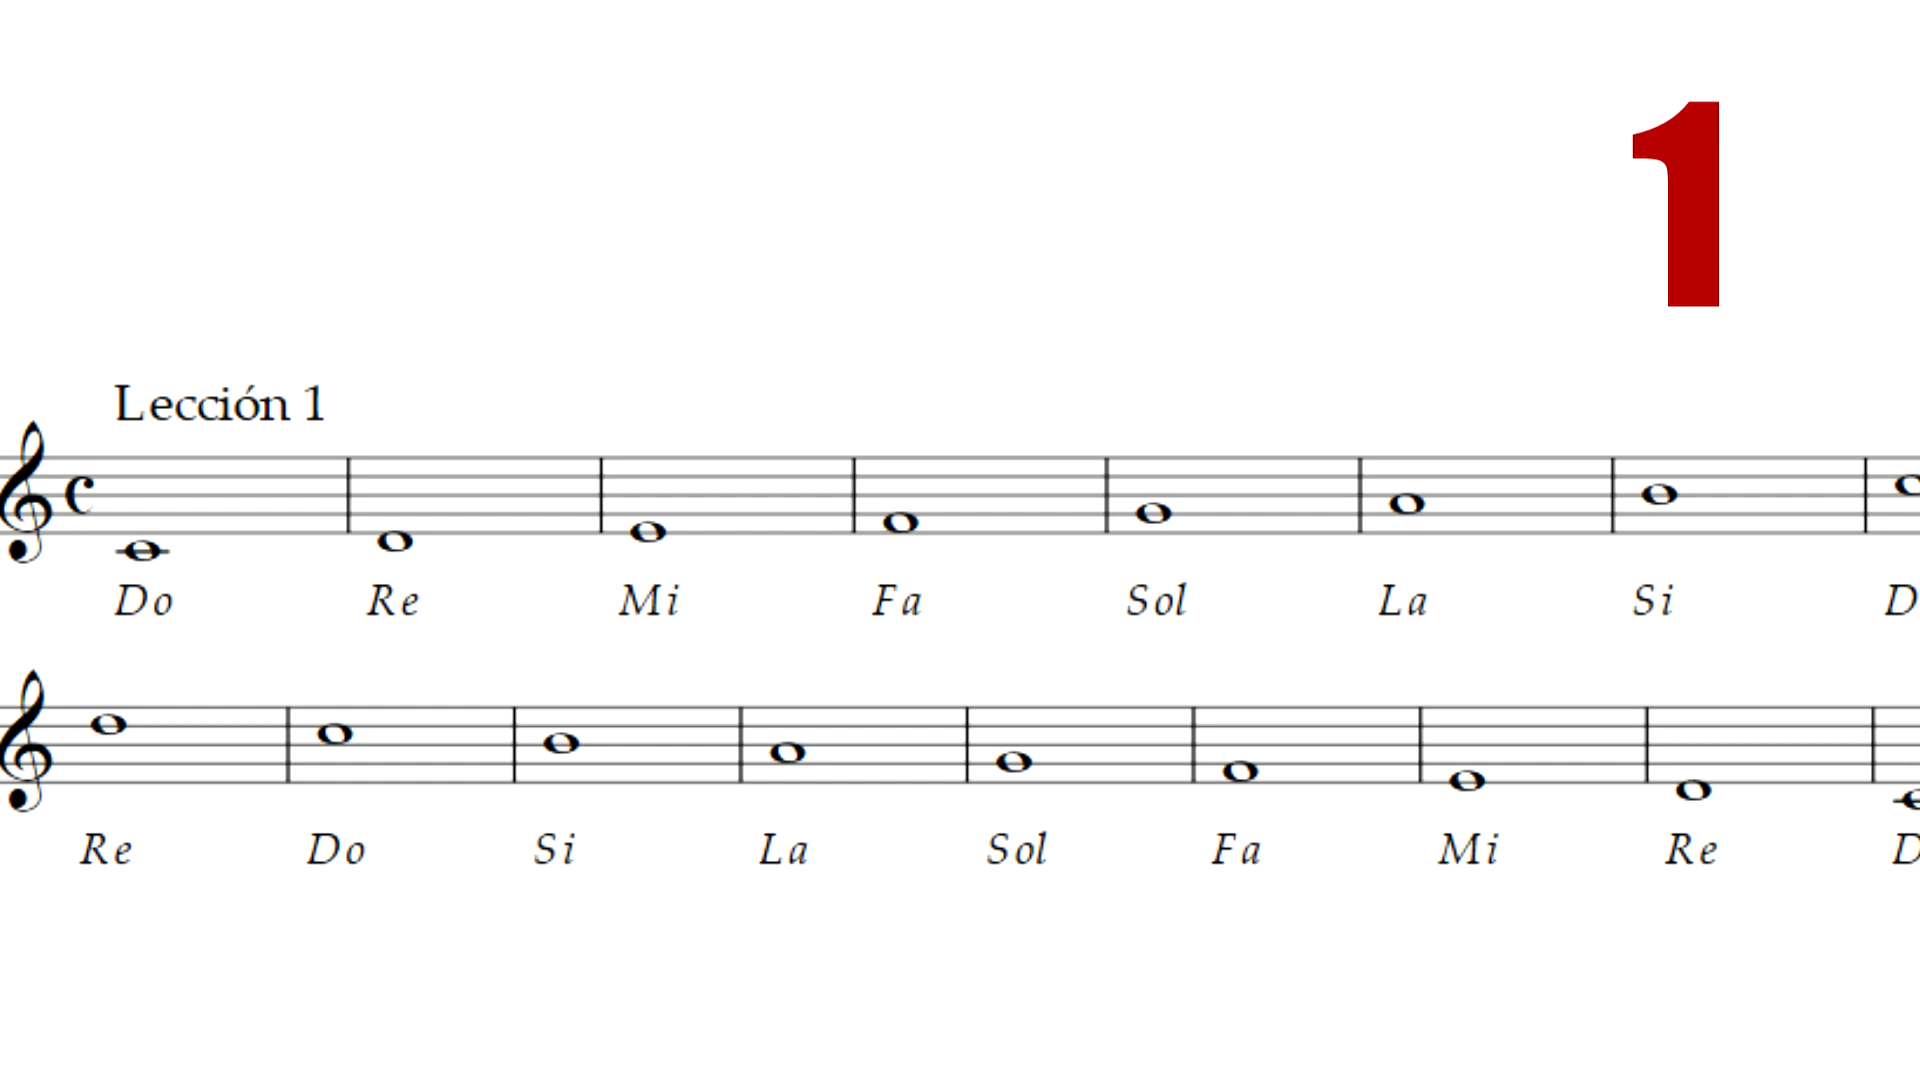 1
Lección 1
Do Re Mi Fa Sol La Si D
Re Do Si La Sol Fa Mi Re D